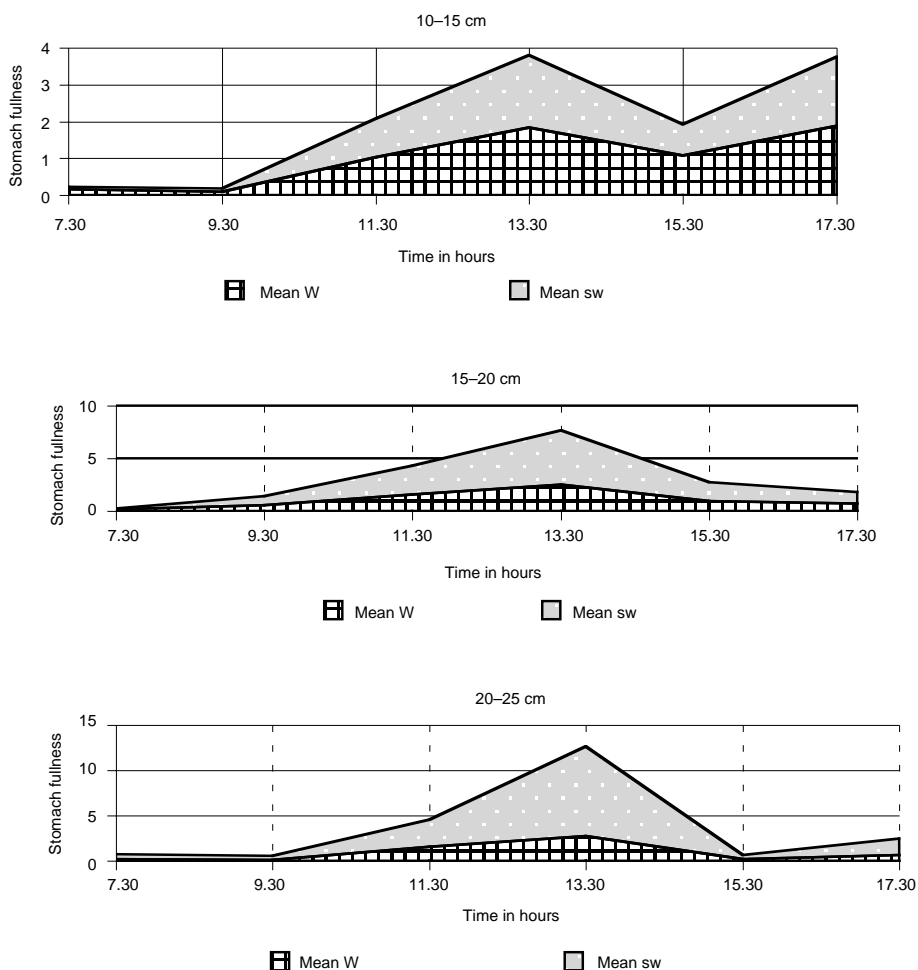 10–15 cm
Stomach fullness
4
3
2
1
0
7.30 9.30 11.30 13.30 15.30 17.30
Time in hours
Mean W Mean sw
15–20 cm
Stomach fullness
10
5
0
7.30 9.30 11.30 13.30 15.30 17.30
Time in hours
Mean W Mean sw
20–25 cm
Stomach fullness
15
10
5
0
7.30 9.30 11.30 13.30 15.30 17.30
Time in hours
Mean W Mean sw